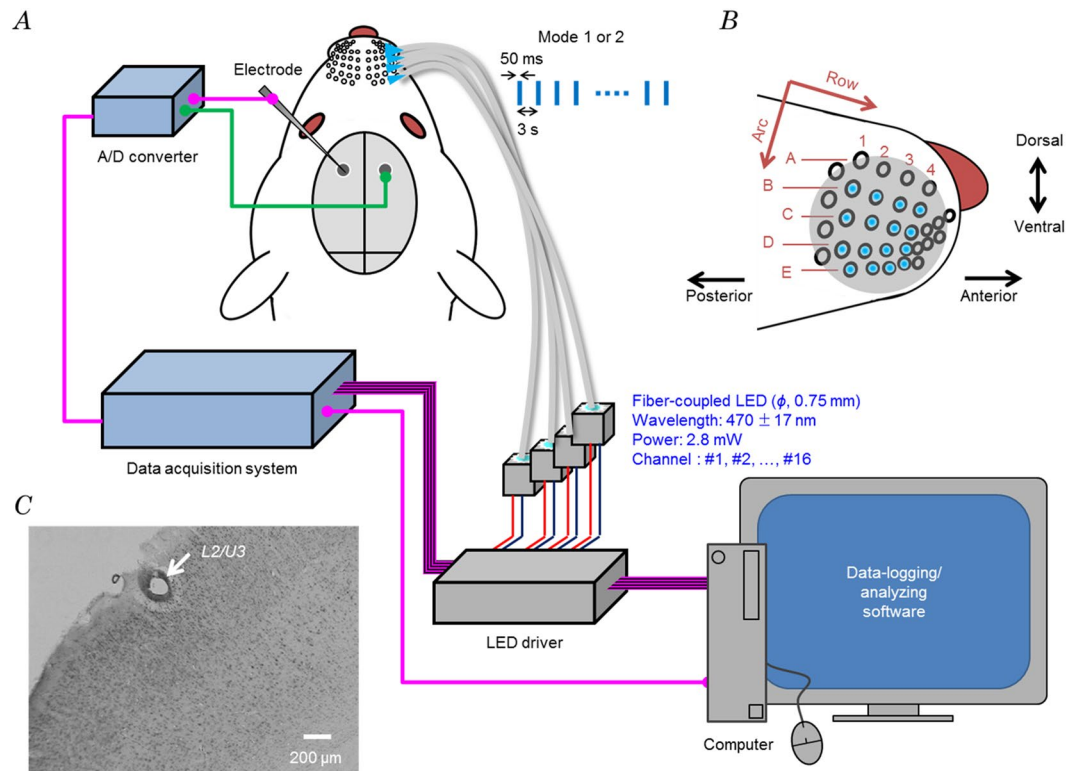 A
Electrode
A/D converter
Mode 1 or 2
50 ms
3 s
B
Row
Arc
1
2
3
4
A
B
C
D
E
Dorsal
Ventral
Posterior
Anterior
Data acquisition system
Fiber-coupled LED (ϕ, 0.75 mm)
Wavelength: 470 ± 17 nm
Power: 2.8 mW
Channel : #1, #2, ..., #16
LED driver
Data-logging/
analyzing
software
Computer
C
L2/U3
200 µm